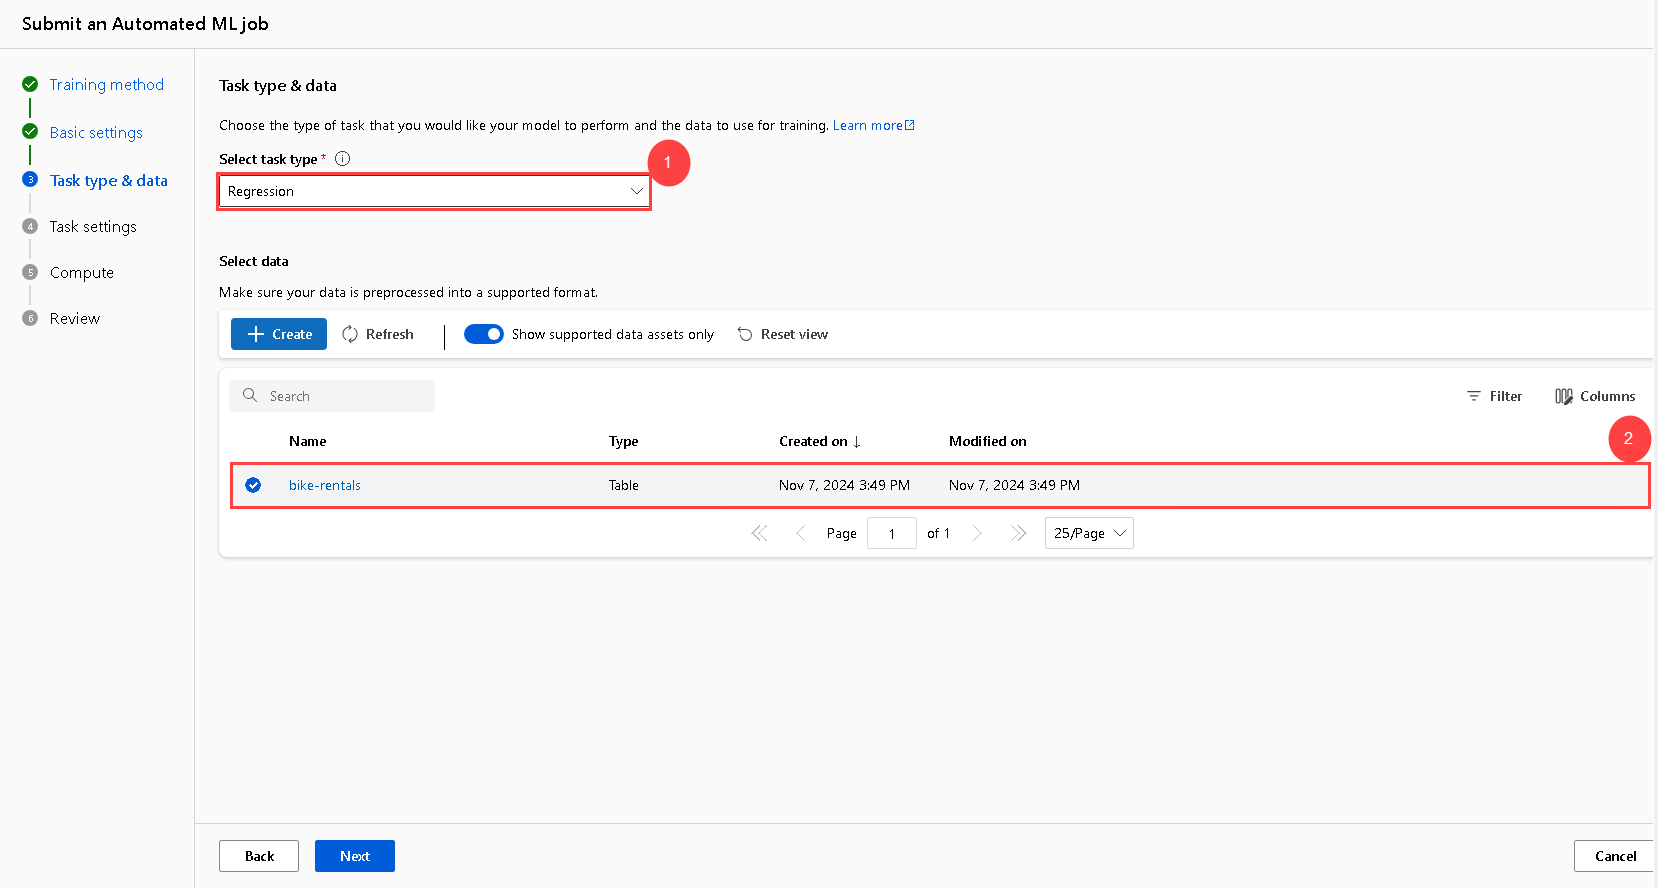 Submit an Automated ML job
Training method
Basic settings
3 Task type & data
4 Task settings
5 Compute
6 Review
Task type & data
Choose the type of task that you would like your model to perform and the data to use for training. Learn more
Select task type *
1
Regression
Select data
Make sure your data is preprocessed into a supported format.
Create Refresh Show supported data assets only Reset view
Search Filter Columns
Name Type Created on ↓ Modified on
2
bike-rentals Table Nov 7, 2024 3:49 PM Nov 7, 2024 3:49 PM
Page 1 of 1 25/Page
Back Next Cancel